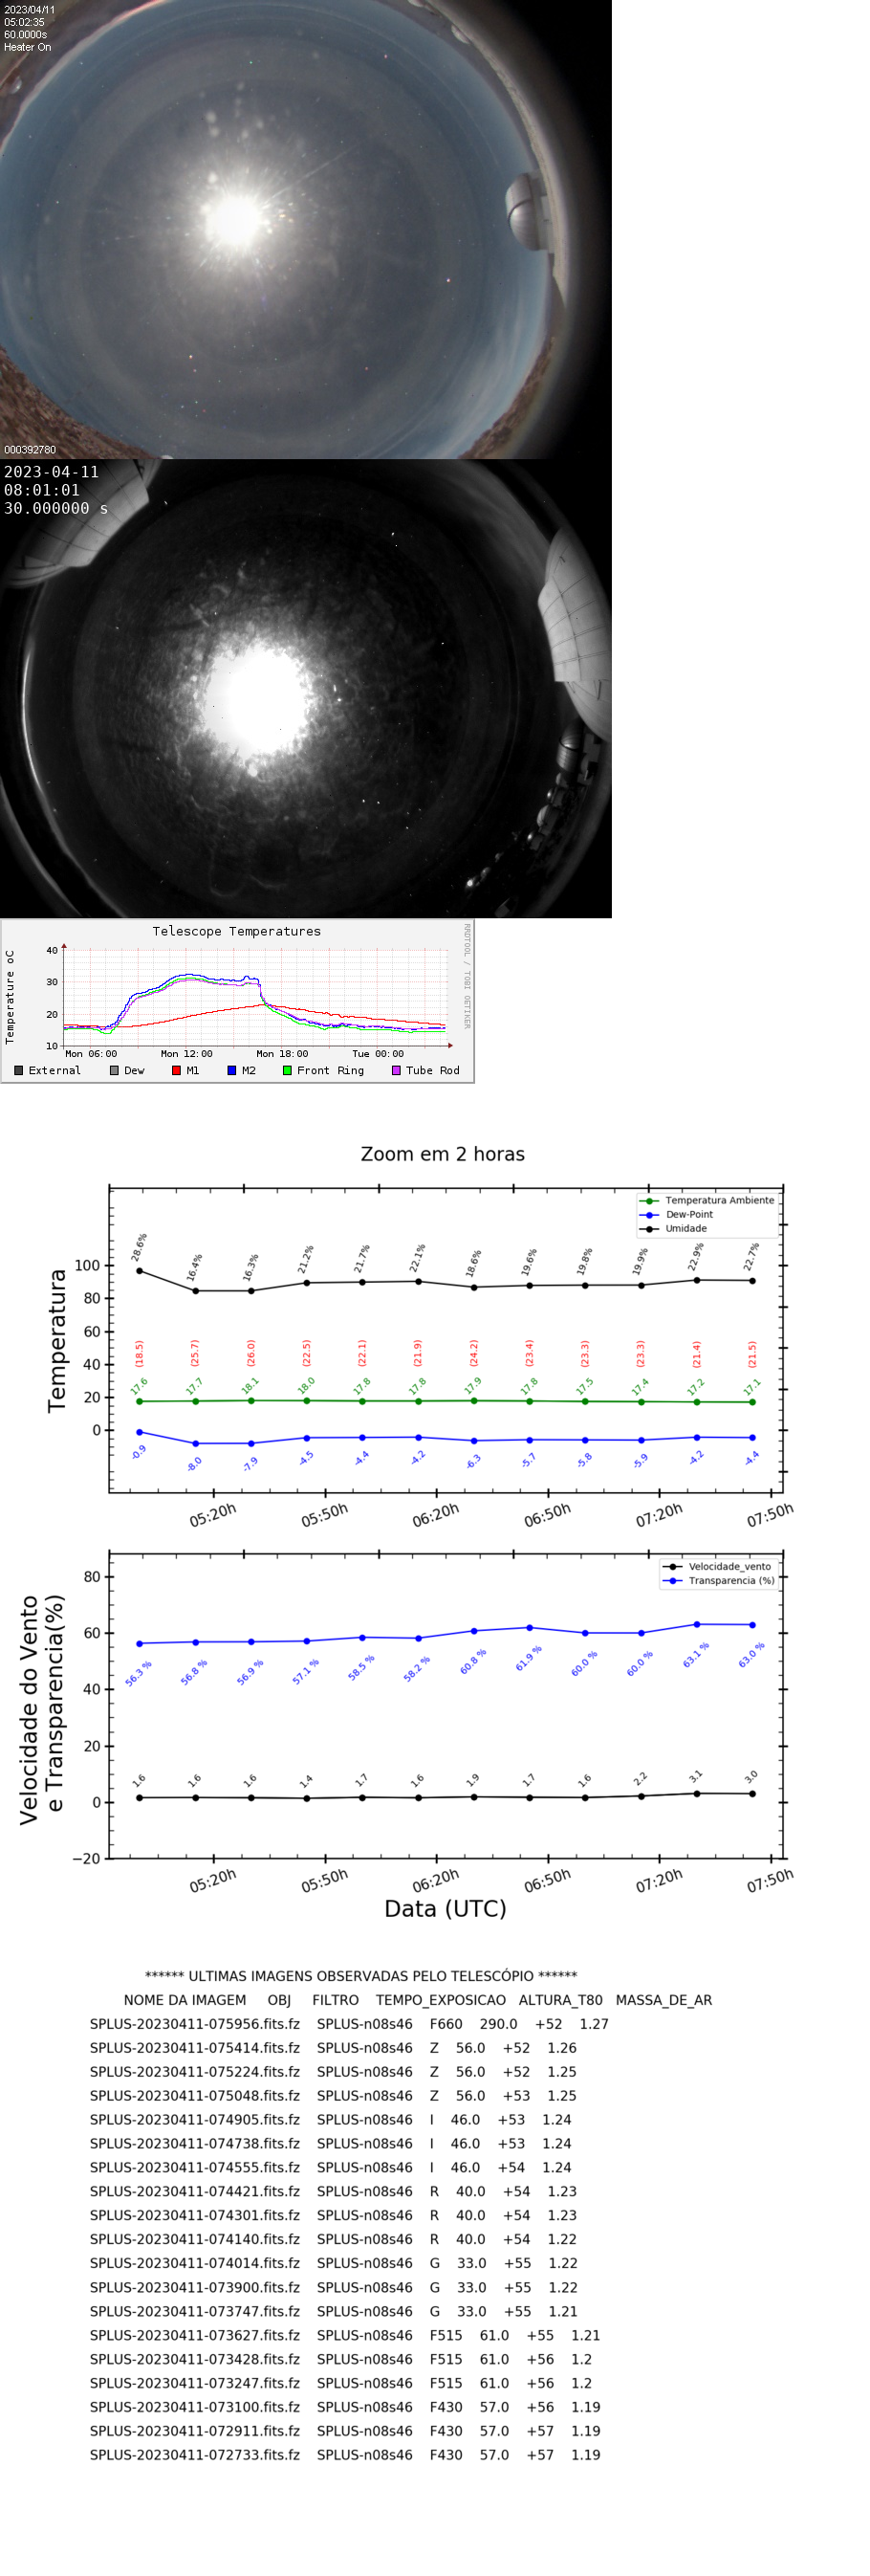 2023/04/11
05:02:35
60.0000s
Heater On
000392780
2023-04-11
08:01:01
30.000000 s
Telescope Temperatures
RRDTOOL / TOBI OETIKER
Temperature oC
40
30
20
10
Mon 06:00 Mon 12:00 Mon 18:00 Tue 00:00
External Dew M1 M2 Front Ring Tube Rod
Zoom em 2 horas
Temperatura Ambiente
Dew-Point
Umidade
Temperatura
100
80
60
40
20
0
28.6% 16.4% 16.3% 21.2% 21.7% 22.1% 18.6% 19.6% 19.8% 19.9% 22.9% 22.7%
(18.5) (25.7) (26.0) (22.5) (22.1) (21.9) (24.2) (23.4) (23.3) (23.3) (21.4) (21.5)
17.6 17.7 18.1 18.0 17.8 17.8 17.9 17.8 17.5 17.4 17.2 17.1
-0.9 -8.0 -7.9 -4.5 -4.4 -4.2 -6.3 -5.7 -5.8 -5.9 -4.2 -4.4
05:20h 05:50h 06:20h 06:50h 07:20h 07:50h
Velocidade_vento
Transparencia (%)
Velocidade do Vento
e Transparencia(%)
80
60
40
20
0
−20
56.3 % 56.8 % 56.9 % 57.1 % 58.5 % 58.2 % 60.8 % 61.9 % 60.0 % 60.0 % 63.1 % 63.0 %
1.6 1.6 1.6 1.4 1.7 1.6 1.9 1.7 1.6 2.2 3.1 3.0
05:20h 05:50h 06:20h 06:50h 07:20h 07:50h
Data (UTC)
****** ULTIMAS IMAGENS OBSERVADAS PELO TELESCÓPIO ******
NOME DA IMAGEM OBJ FILTRO TEMPO_EXPOSICAO ALTURA_T80 MASSA_DE_AR
SPLUS-20230411-075956.fits.fz SPLUS-n08s46 F660 290.0 +52 1.27
SPLUS-20230411-075414.fits.fz SPLUS-n08s46 Z 56.0 +52 1.26
SPLUS-20230411-075224.fits.fz SPLUS-n08s46 Z 56.0 +52 1.25
SPLUS-20230411-075048.fits.fz SPLUS-n08s46 Z 56.0 +53 1.25
SPLUS-20230411-074905.fits.fz SPLUS-n08s46 I 46.0 +53 1.24
SPLUS-20230411-074738.fits.fz SPLUS-n08s46 I 46.0 +53 1.24
SPLUS-20230411-074555.fits.fz SPLUS-n08s46 I 46.0 +54 1.24
SPLUS-20230411-074421.fits.fz SPLUS-n08s46 R 40.0 +54 1.23
SPLUS-20230411-074301.fits.fz SPLUS-n08s46 R 40.0 +54 1.23
SPLUS-20230411-074140.fits.fz SPLUS-n08s46 R 40.0 +54 1.22
SPLUS-20230411-074014.fits.fz SPLUS-n08s46 G 33.0 +55 1.22
SPLUS-20230411-073900.fits.fz SPLUS-n08s46 G 33.0 +55 1.22
SPLUS-20230411-073747.fits.fz SPLUS-n08s46 G 33.0 +55 1.21
SPLUS-20230411-073627.fits.fz SPLUS-n08s46 F515 61.0 +55 1.21
SPLUS-20230411-073428.fits.fz SPLUS-n08s46 F515 61.0 +56 1.2
SPLUS-20230411-073247.fits.fz SPLUS-n08s46 F515 61.0 +56 1.2
SPLUS-20230411-073100.fits.fz SPLUS-n08s46 F430 57.0 +56 1.19
SPLUS-20230411-072911.fits.fz SPLUS-n08s46 F430 57.0 +57 1.19
SPLUS-20230411-072733.fits.fz SPLUS-n08s46 F430 57.0 +57 1.19